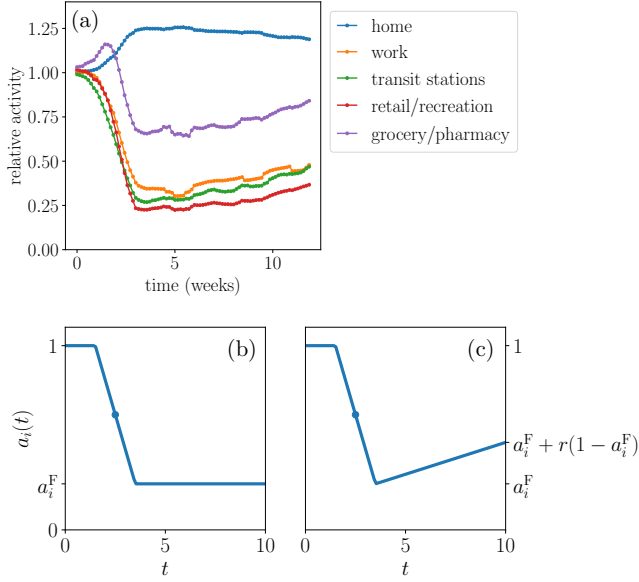 (a)
1.25
1.00
0.75
0.50
0.25
0.00
relative activity
0
5
10
time (weeks)
home
work
transit stations
retail/recreation
grocery/pharmacy
(b)
1
a_i^F
0
a_i(t)
0
5
10
t
(c)
1
a_i^F + r(1 − a_i^F)
a_i^F
0
5
10
t